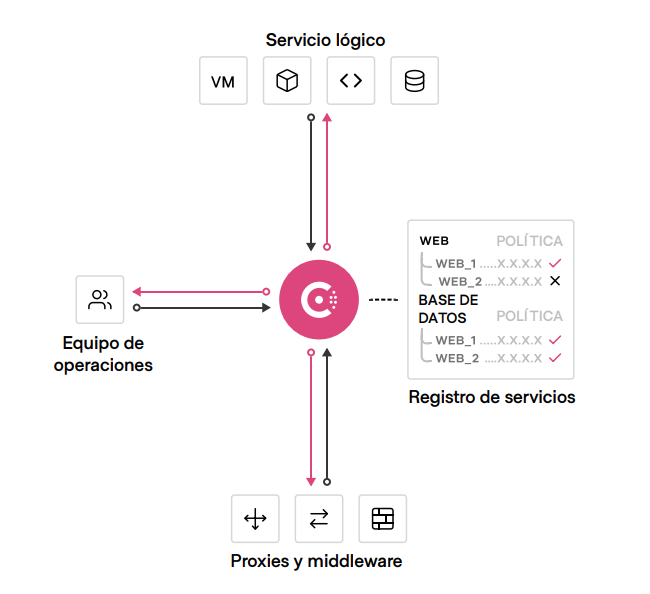 Servicio lógico
VM
WEB POLÍTICA
WEB_1 .....X.X.X.X
WEB_2 ....X.X.X.X
BASE DE
DATOS POLÍTICA
WEB_1 .....X.X.X.X
WEB_2 ....X.X.X.X
Registro de servicios
Equipo de
operaciones
Proxies y middleware